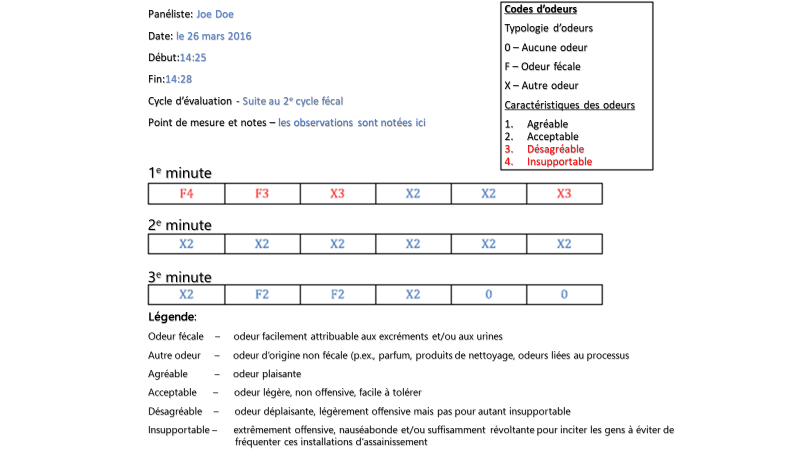 Panéliste: Joe Doe
Date: le 26 mars 2016
Début:14:25
Fin:14:28
Cycle d'évaluation - Suite au 2e cycle fécal
Point de mesure et notes – les observations sont notées ici
Codes d'odeurs
Typologie d'odeurs
0 – Aucune odeur
F – Odeur fécale
X – Autre odeur
Caractéristiques des odeurs
1. Agréable
2. Acceptable
3. Désagréable
4. Insupportable
1e minute
F4 F3 X3 X2 X2 X3
2e minute
X2 X2 X2 X2 X2 X2
3e minute
X2 F2 F2 X2 0 0
Légende:
Odeur fécale – odeur facilement attribuable aux excréments et/ou aux urines
Autre odeur – odeur d'origine non fécale (p.ex., parfum, produits de nettoyage, odeurs liées au processus
Agréable – odeur plaisante
Acceptable – odeur légère, non offensive, facile à tolérer
Désagréable – odeur déplaisante, légèrement offensive mais pas pour autant insupportable
Insupportable – extrêmement offensive, nauséabonde et/ou suffisamment révoltante pour inciter les gens à éviter de
fréquenter ces installations d'assainissement